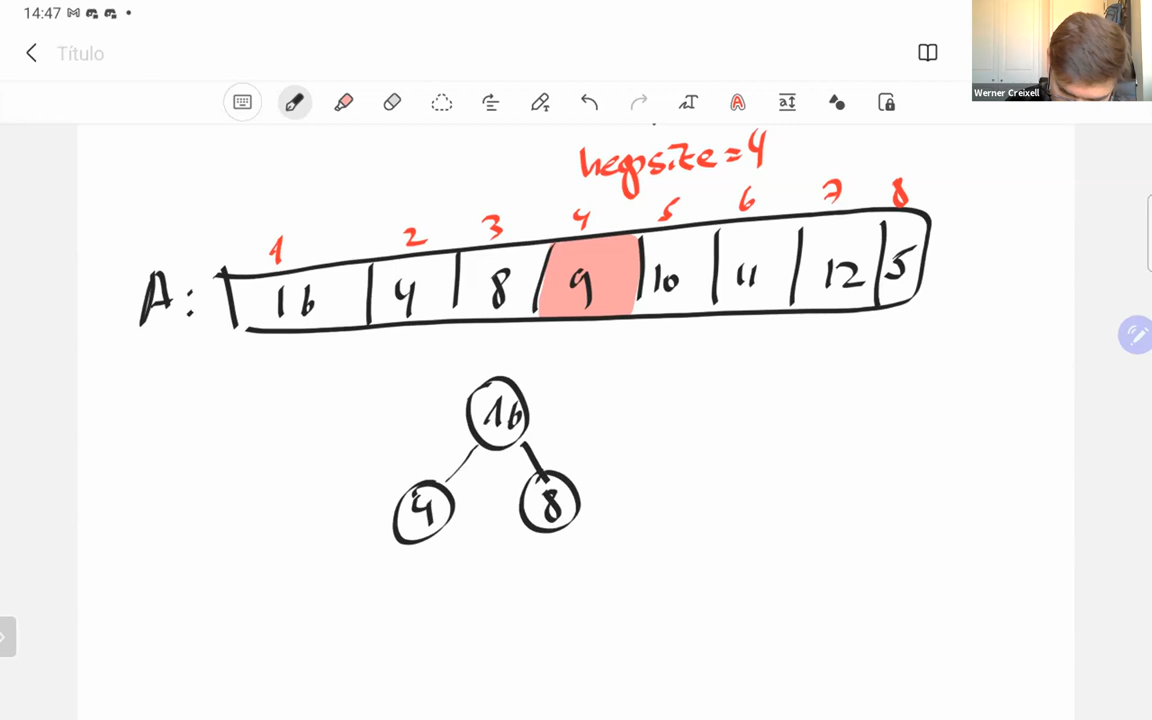 14:47
Título
Werner Creixell
heapsize=4
1 2 3 4 5 6 7 8
A: 16 4 8 9 10 11 12 5
16
4 8